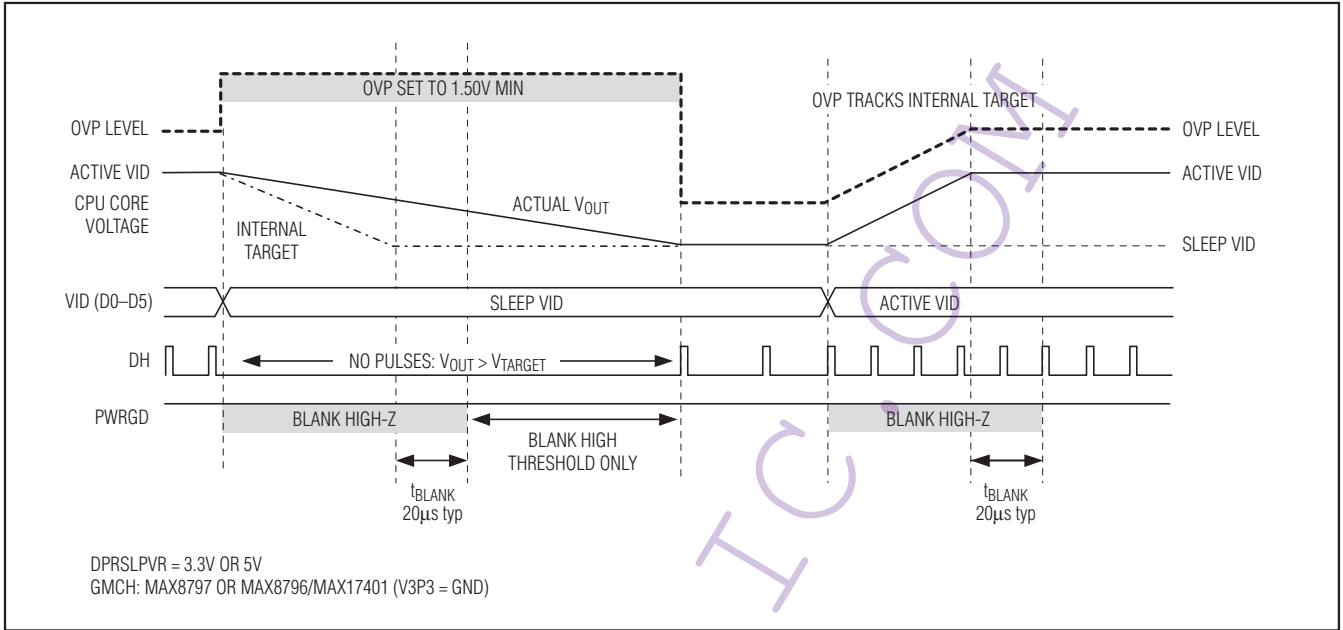 OVP SET TO 1.50V MIN
OVP TRACKS INTERNAL TARGET
OVP LEVEL
OVP LEVEL
ACTIVE VID
ACTIVE VID
CPU CORE
VOLTAGE
ACTUAL VOUT
INTERNAL
TARGET
SLEEP VID
VID (D0–D5)
SLEEP VID
ACTIVE VID
DH
NO PULSES: VOUT > VTARGET
PWRGD
BLANK HIGH-Z
BLANK HIGH-Z
BLANK HIGH
THRESHOLD ONLY
tBLANK
20μs typ
tBLANK
20μs typ
DPRSLPVR = 3.3V OR 5V
GMCH: MAX8797 OR MAX8796/MAX17401 (V3P3 = GND)
IC.COM